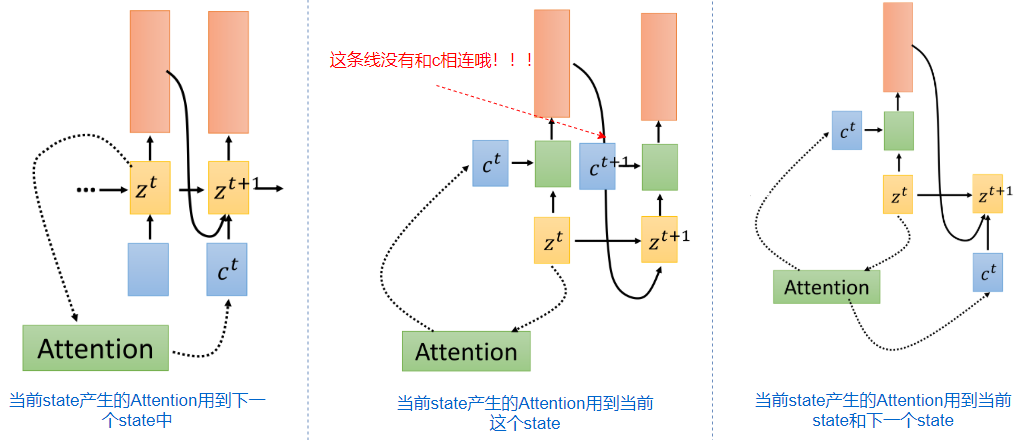 z^t
z^{t+1}
c^t
Attention
当前state产生的Attention用到下一
个state中
这条线没有和c相连哦！！！
c^t
c^{t+1}
z^t
z^{t+1}
Attention
当前state产生的Attention用到当前
这个state
c^t
z^t
z^{t+1}
c^t
Attention
当前state产生的Attention用到当前
state和下一个state